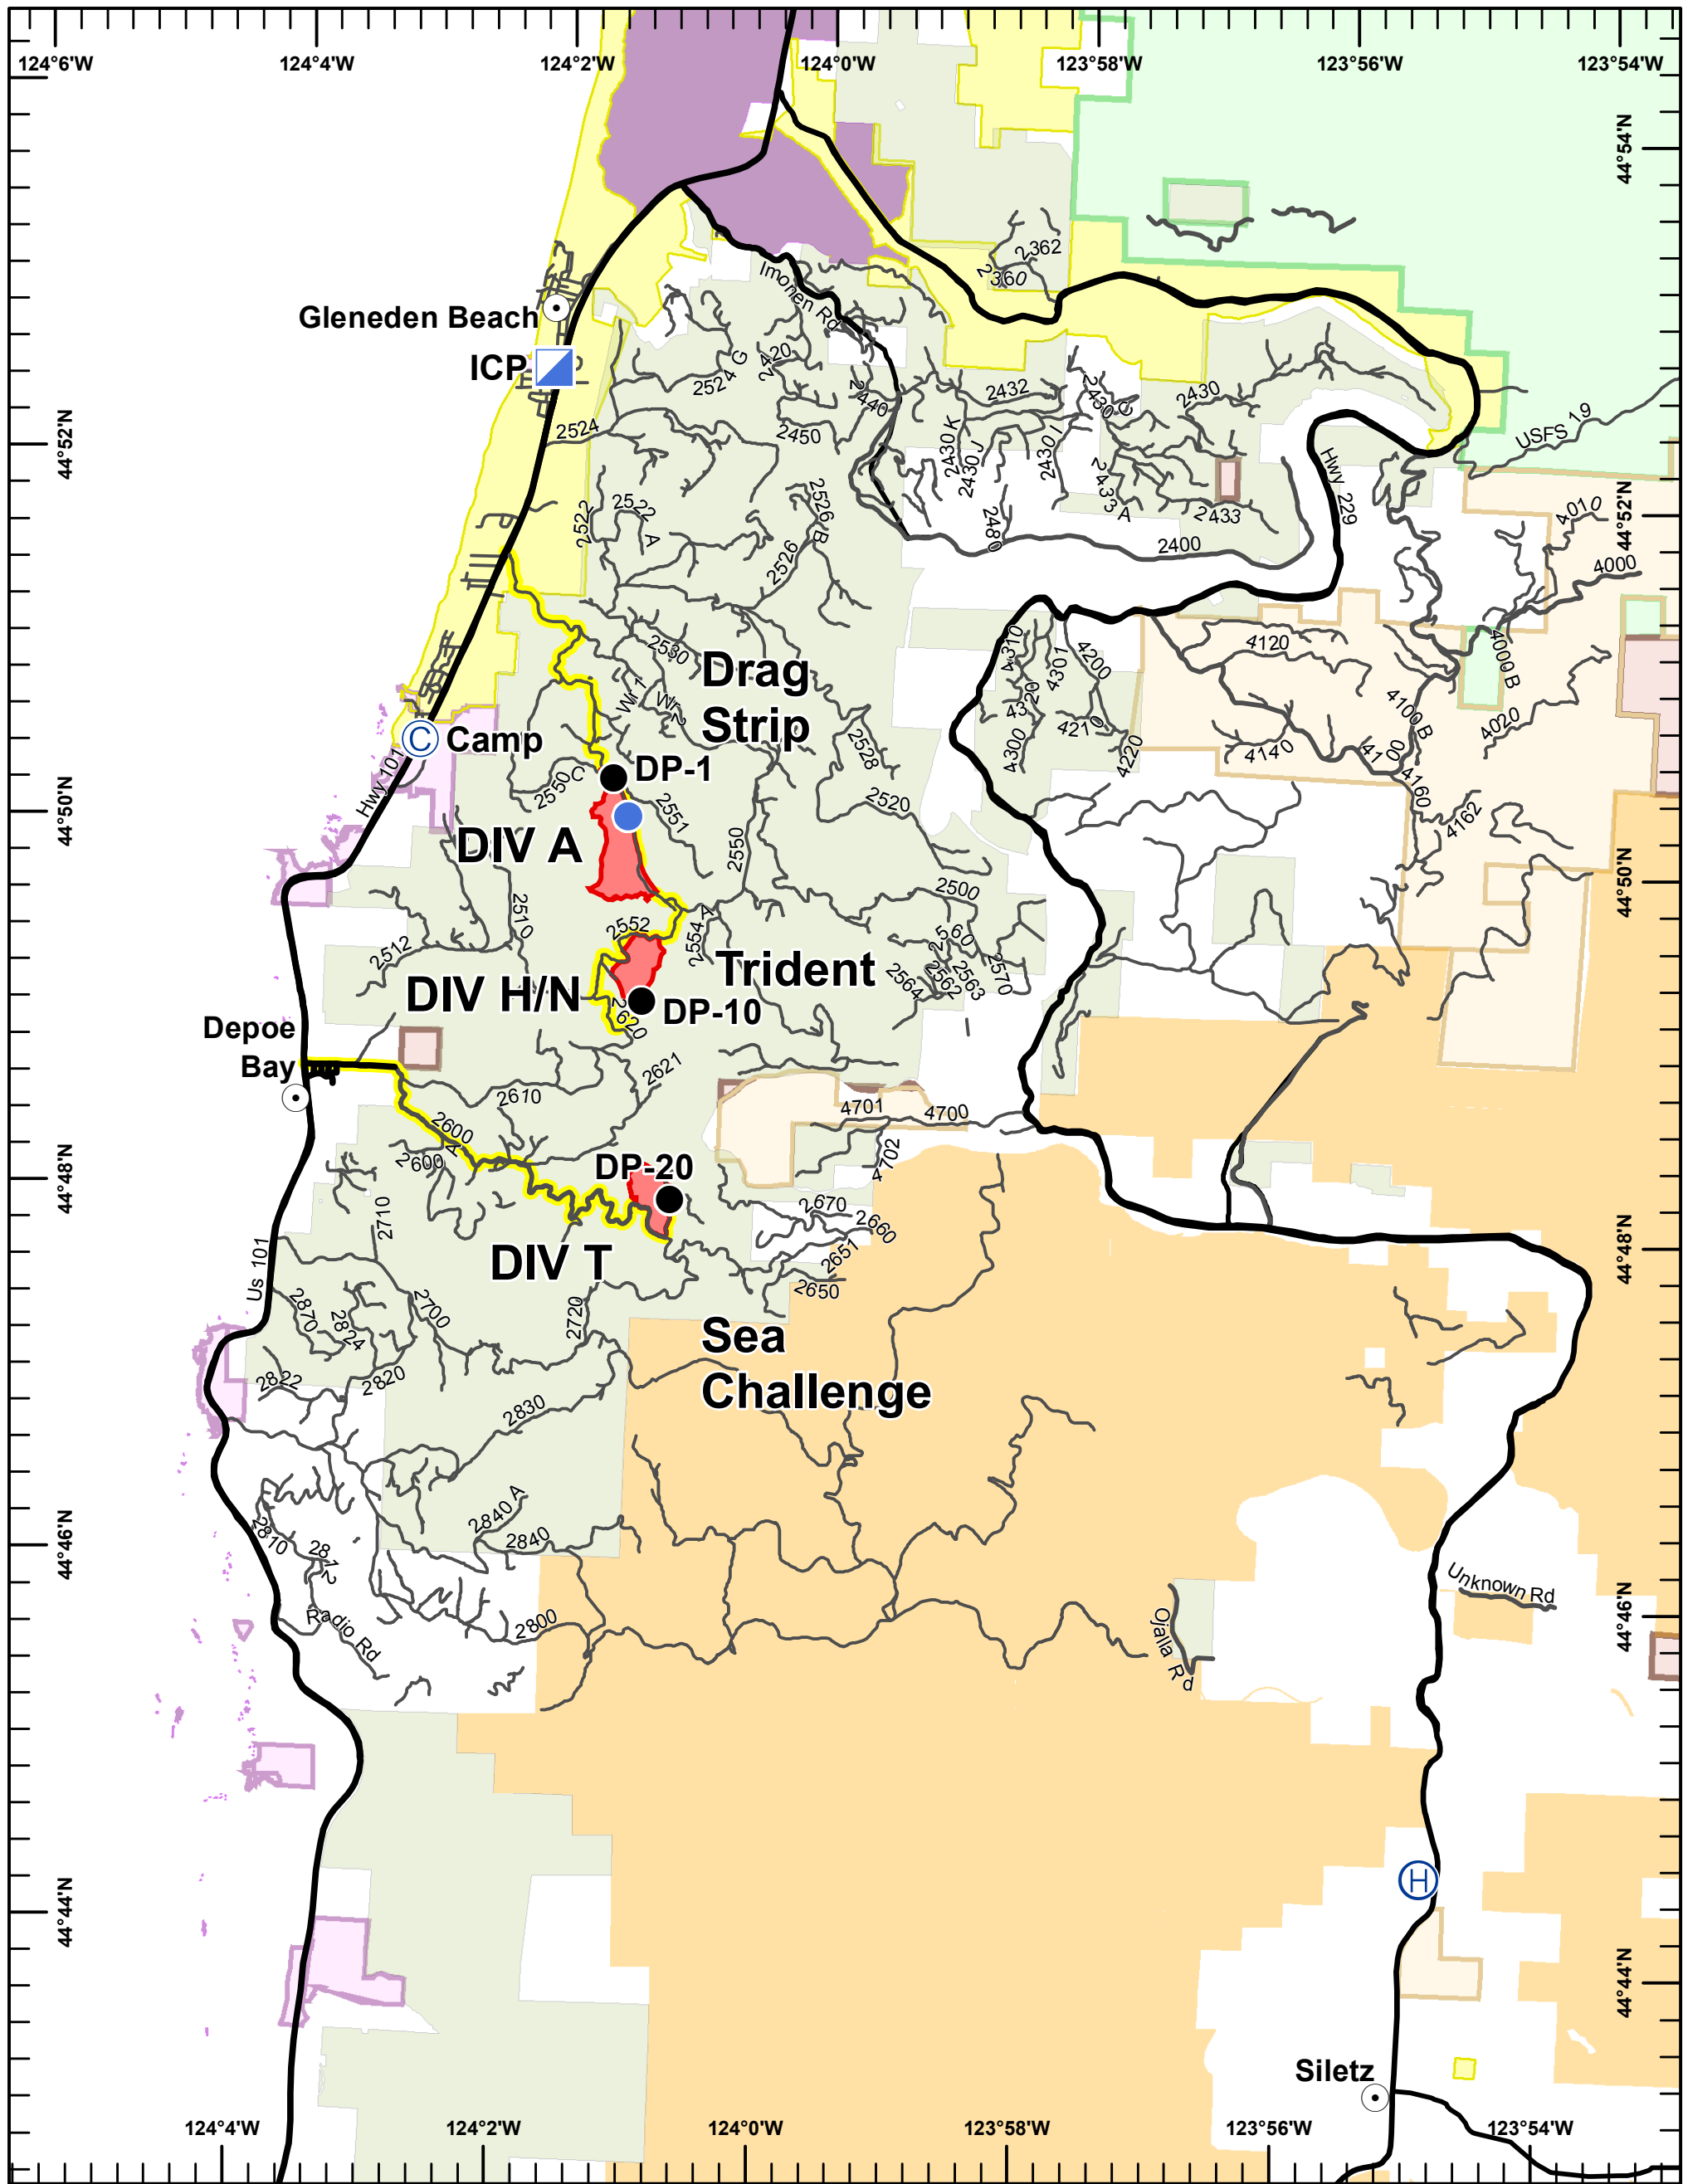 124°6'W
124°4'W
124°2'W
124°0'W
123°58'W
123°56'W
123°54'W
44°54'N
2362
2360
Imonen Rd
Gleneden Beach
ICP
2524 G
2420
2440
2432
2430 C
2430
USFS 19
44°52'N
2524
2450
2430 K
2430 J
2430 I
2433 A
2433
Hwy 229
44°52'N
4010
2522
2522 A
2526 B
2526
2480
2400
4000
2530
Drag
Strip
4310
4301
4200
4120
4000 B
Wr 1
Wr 2
4320
4210
4300
4220
4100 B
4020
4140
4100
4160
4162
Camp
C
Hwy 101
2528
DP-1
2550 C
2551
2520
44°50'N
DIV A
2550
2500
44°50'N
2510
2552
2554 A
2512
2560
2564
2562
2563
2570
Trident
DIV H/N
DP-10
2620
Depoe
Bay
2621
2610
4701
4700
2600
2600 A
4702
44°48'N
DP-20
2670
2660
2651
2650
2710
DIV T
44°48'N
Us 101
2870
2824
2700
2720
Sea
Challenge
2822
2820
2830
2840 A
2840
44°46'N
2810
2812
Unknown Rd
Radio Rd
2800
Ojalla Rd
44°46'N
H
44°44'N
44°44'N
Siletz
124°4'W
124°2'W
124°0'W
123°58'W
123°56'W
123°54'W